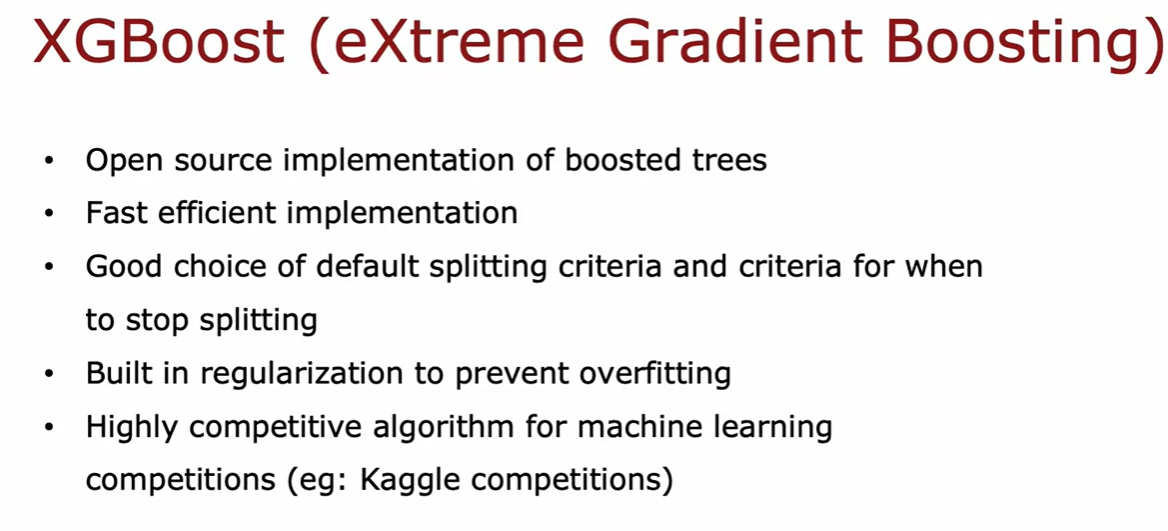 XGBoost (eXtreme Gradient Boosting)
• Open source implementation of boosted trees
• Fast efficient implementation
• Good choice of default splitting criteria and criteria for when
to stop splitting
• Built in regularization to prevent overfitting
• Highly competitive algorithm for machine learning
competitions (eg: Kaggle competitions)